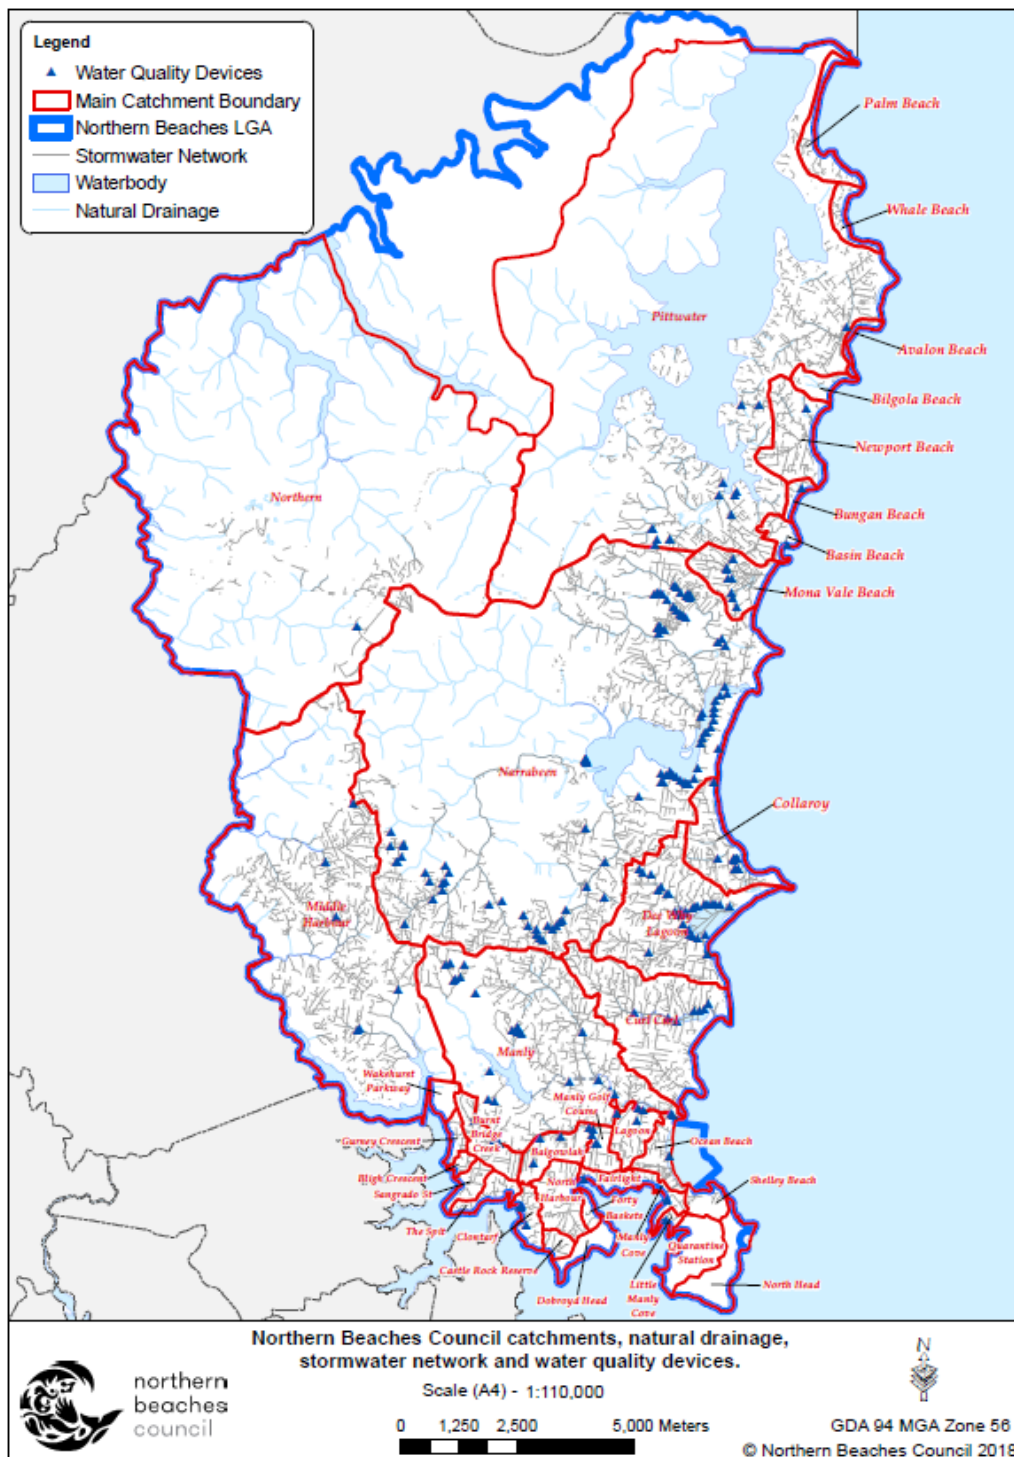 Legend
Water Quality Devices
Main Catchment Boundary
Northern Beaches LGA
Stormwater Network
Waterbody
Natural Drainage
Palm Beach
Whale Beach
Pittwater
Avalon Beach
Bilgola Beach
Newport Beach
Northern
Bungan Beach
Basin Beach
Mona Vale Beach
Narrabeen
Collaroy
Middle
Harbour
Dee Why
Lagoon
Curl Curl
Manly
Wakehurst
Parkway
Manly Golf
Course
Burnt
Bridge
Creek
Lagoon
Gurney Crescent
Balgowlah
Ocean Beach
Bligh Crescent
North
Harbour
Fairlight
Shelley Beach
Sangrado St
Forty
Baskets
The Spit
Clontarf
Manly
Cove
Quarantine
Station
Castle Rock Reserve
Little
Manly
Cove
North Head
Dobroyd Head
Northern Beaches Council catchments, natural drainage,
stormwater network and water quality devices.
Scale (A4) - 1:110,000
0 1,250 2,500 5,000 Meters
northern
beaches
council
N
GDA 94 MGA Zone 56
© Northern Beaches Council 2018